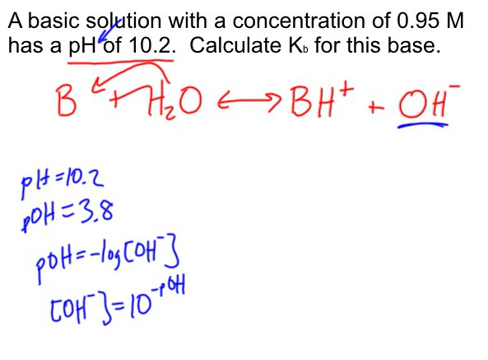 A basic solution with a concentration of 0.95 M
has a pH of 10.2. Calculate K_b for this base.
B + H₂O ⟷ BH⁺ + OH⁻
pH = 10.2
pOH = 3.8
pOH = -log[OH⁻]
[OH⁻] = 10^-pOH